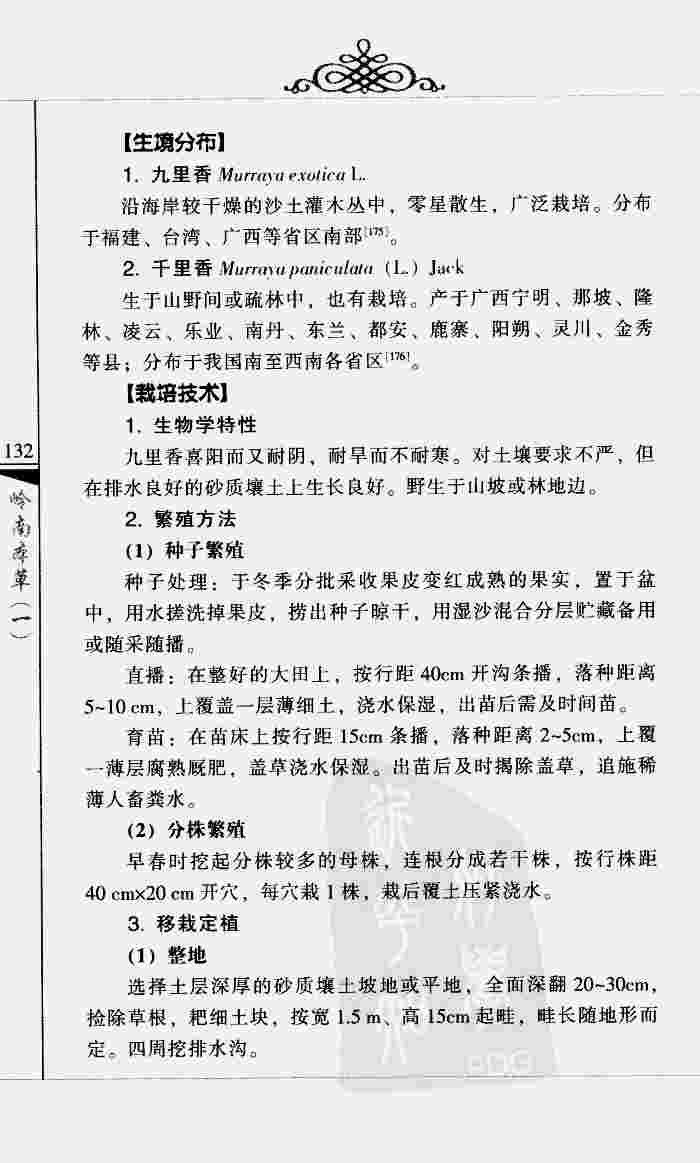 【生境分布】
1. 九里香 Murraya exotica L.
沿海岸较干燥的沙土灌木丛中，零星散生，广泛栽培。分布
于福建、台湾、广西等省区南部[175]。
2. 千里香 Murraya paniculata (L.) Jack
生于山野间或疏林中，也有栽培。产于广西宁明、那坡、隆
林、凌云、乐业、南丹、东兰、都安、鹿寨、阳朔、灵川、金秀
等县；分布于我国南至西南各省区[176]。
【栽培技术】
1. 生物学特性
九里香喜阳而又耐阴，耐旱而不耐寒。对土壤要求不严，但
在排水良好的砂质壤土上生长良好。野生于山坡或林地边。
2. 繁殖方法
(1) 种子繁殖
种子处理：于冬季分批采收果皮变红成熟的果实，置于盆
中，用水搓洗掉果皮，捞出种子晾干，用湿沙混合分层贮藏备用
或随采随播。
直播：在整好的大田上，按行距 40cm 开沟条播，落种距离
5~10 cm，上覆盖一层薄细土，浇水保湿，出苗后需及时间苗。
育苗：在苗床上按行距 15cm 条播，落种距离 2~5cm，上覆
一薄层腐熟厩肥，盖草浇水保湿。出苗后及时揭除盖草，追施稀
薄人畜粪水。
(2) 分株繁殖
早春时挖起分株较多的母株，连根分成若干株，按行株距
40 cm×20 cm 开穴，每穴栽 1 株，栽后覆土压紧浇水。
3. 移栽定植
(1) 整地
选择土层深厚的砂质壤土坡地或平地，全面深翻 20~30cm，
捡除草根，耙细土块，按宽 1.5 m、高 15cm 起畦，畦长随地形而
定。四周挖排水沟。
132
岭南本草（一）
PDG